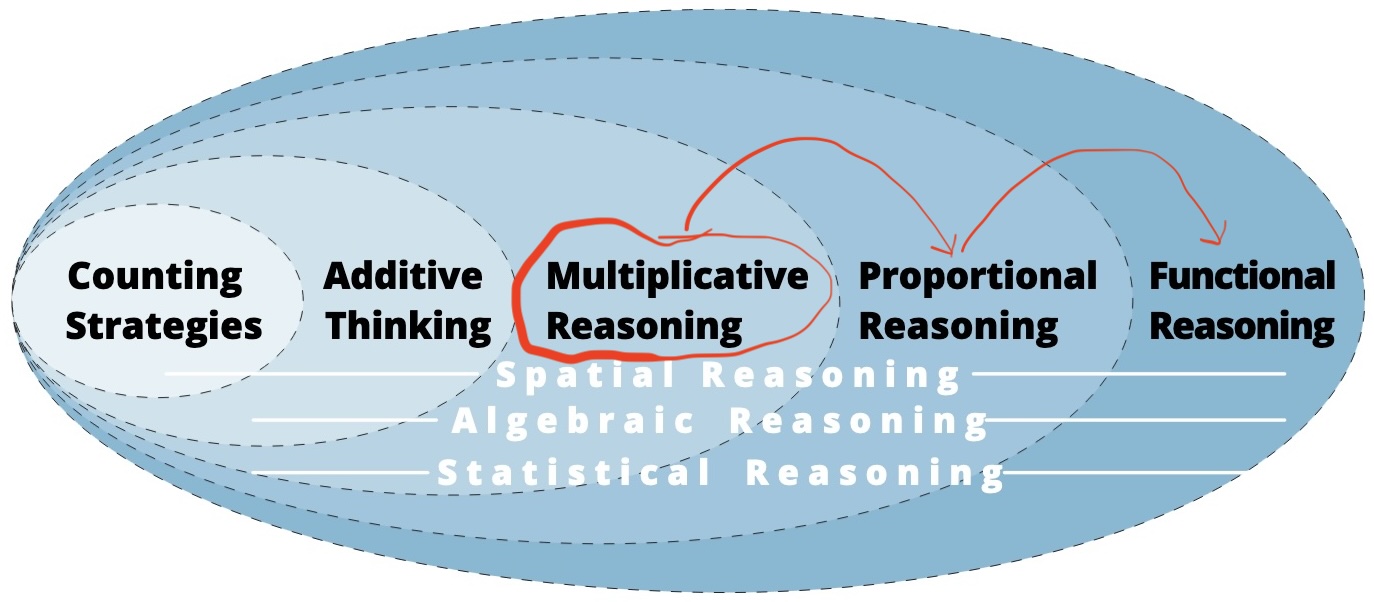 Counting
Strategies
Additive
Thinking
Multiplicative
Reasoning
Proportional
Reasoning
Functional
Reasoning
Spatial Reasoning
Algebraic Reasoning
Statistical Reasoning